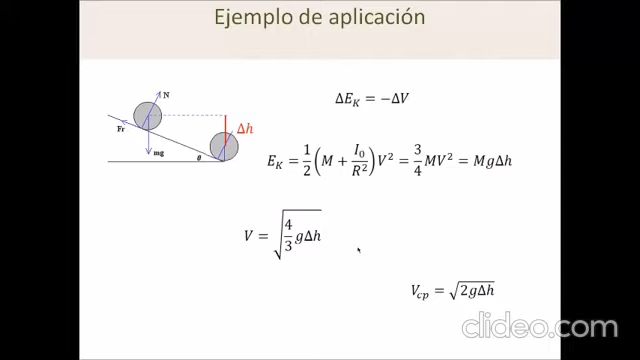 Ejemplo de aplicación
N
Fr
mg
θ
Δh
ΔE_K = −ΔV
E_K = 1/2 (M + I_0/R^2) V^2 = 3/4 MV^2 = MgΔh
V = √(4/3 gΔh)
V_cp = √(2gΔh)
clideo.com